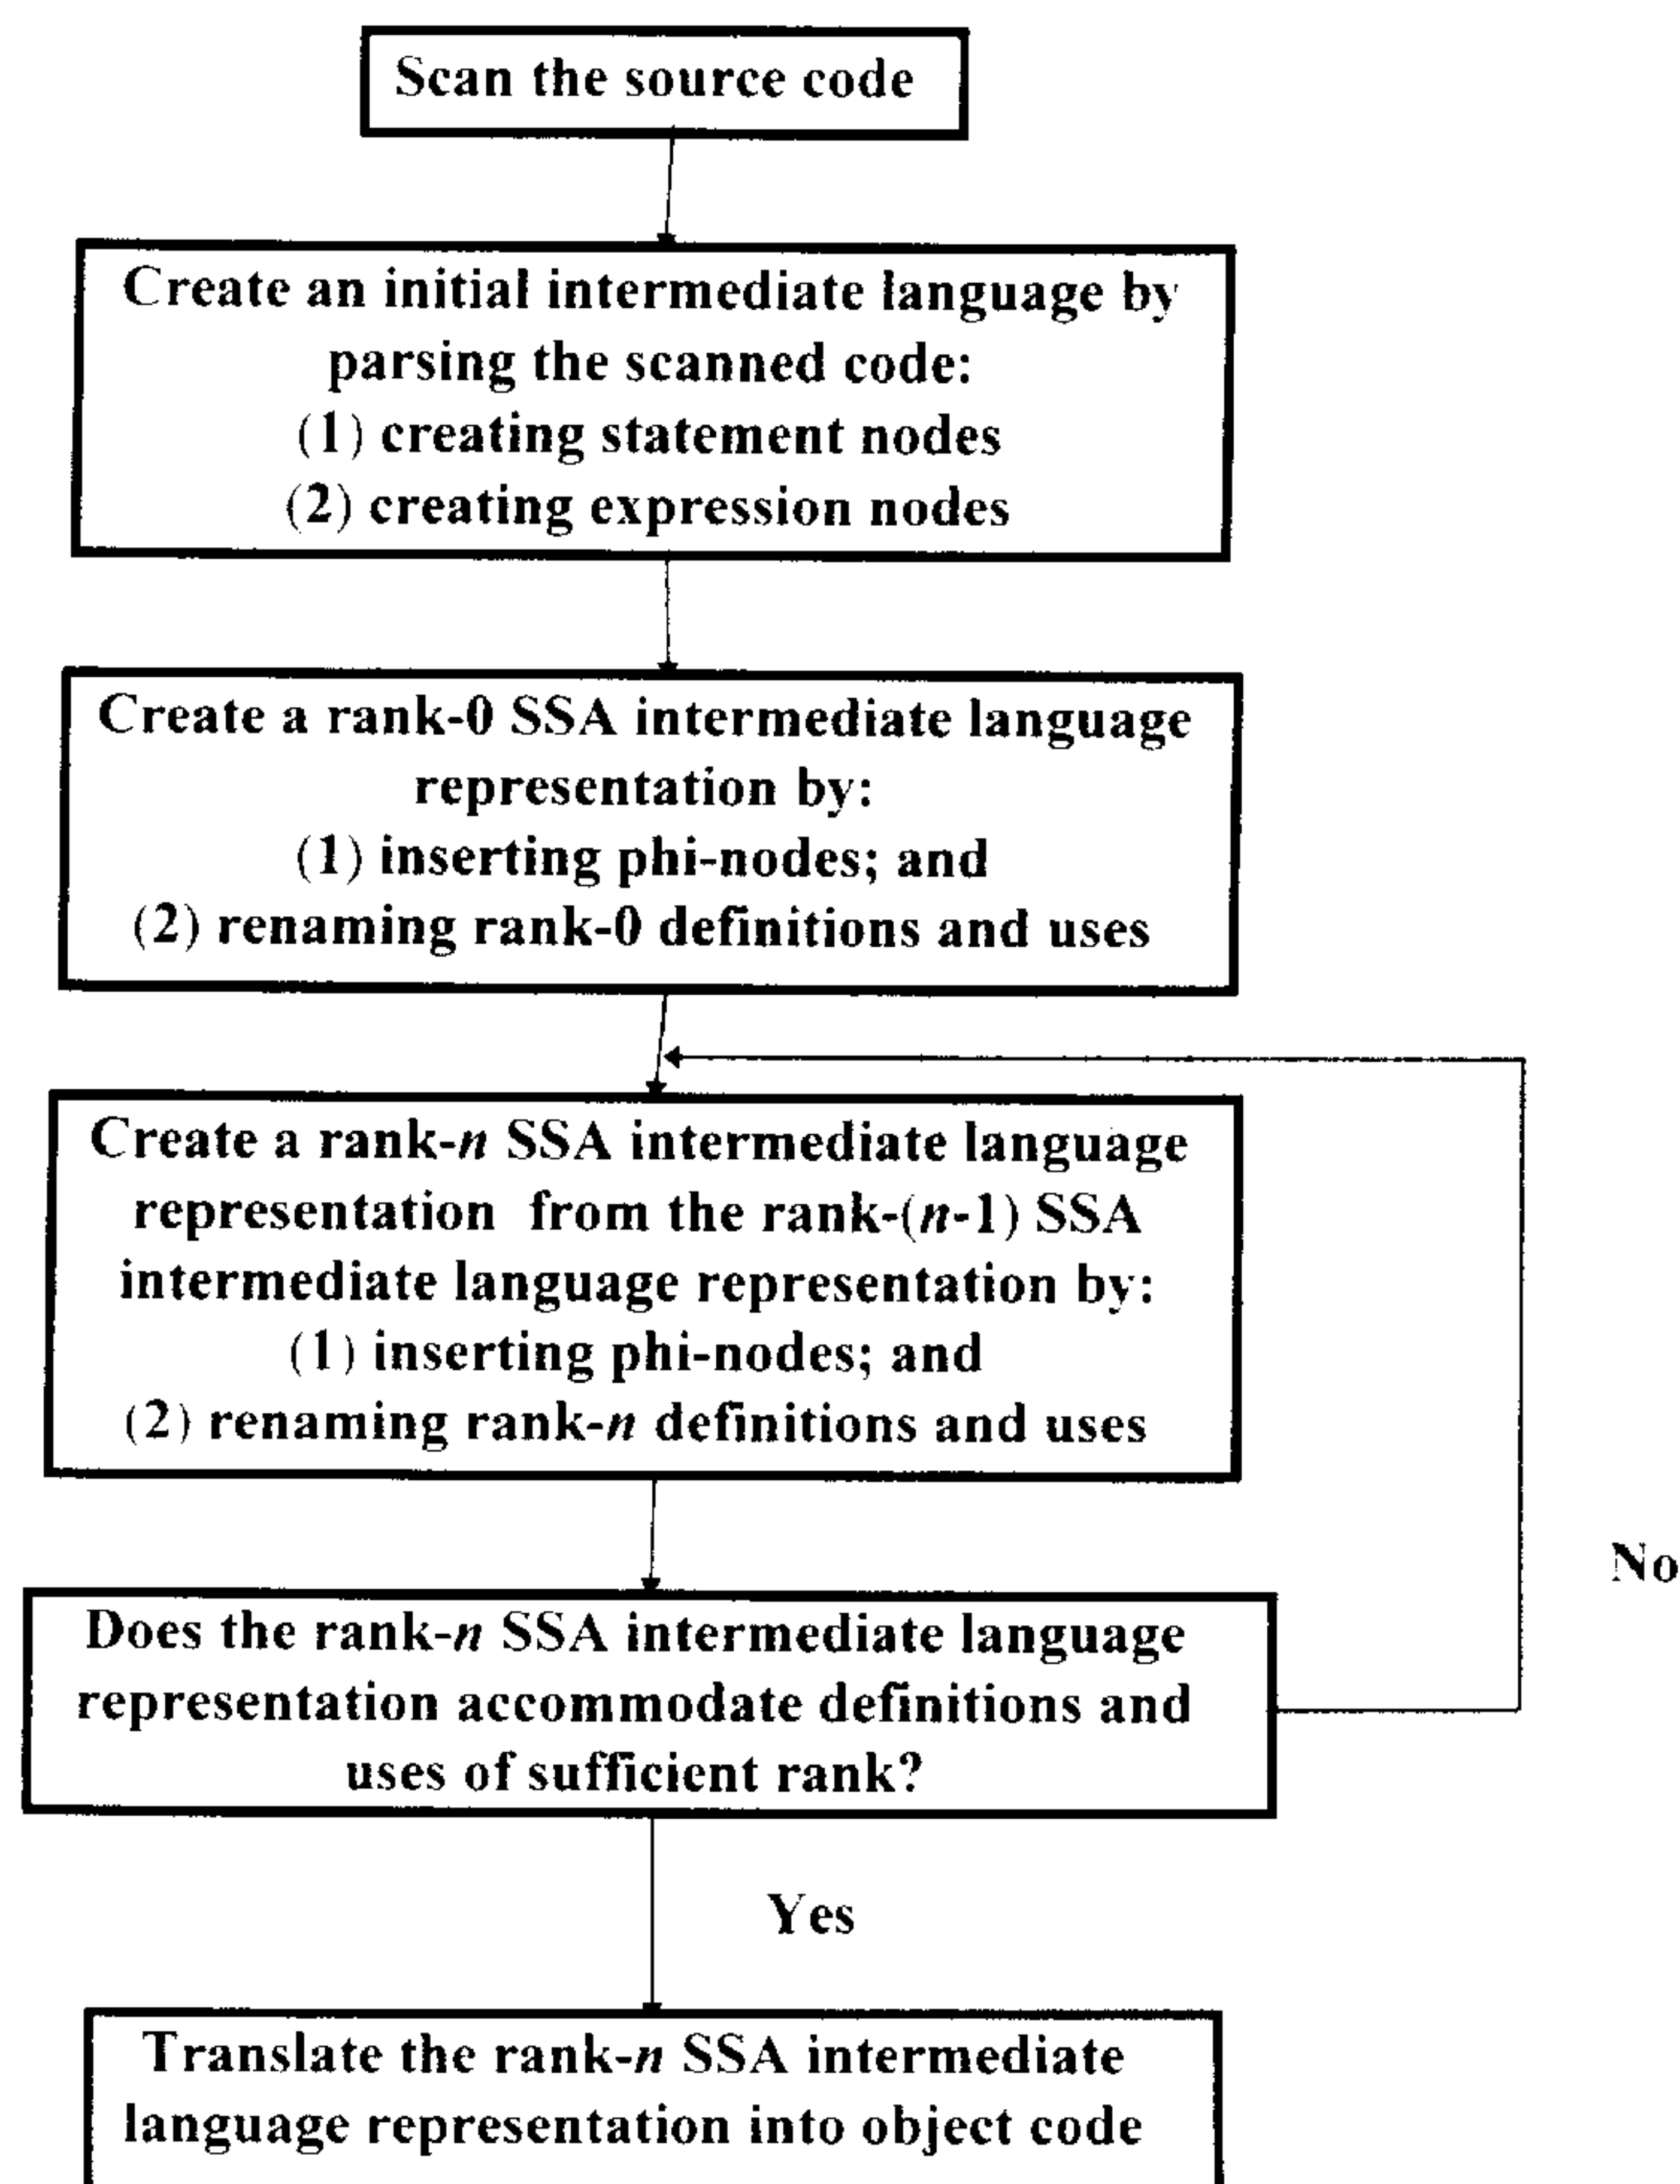 Scan the source code
Create an initial intermediate language by
parsing the scanned code:
(1) creating statement nodes
(2) creating expression nodes
Create a rank-0 SSA intermediate language
representation by:
(1) inserting phi-nodes; and
(2) renaming rank-0 definitions and uses
Create a rank-n SSA intermediate language
representation from the rank-(n-1) SSA
intermediate language representation by:
(1) inserting phi-nodes; and
(2) renaming rank-n definitions and uses
No
Does the rank-n SSA intermediate language
representation accommodate definitions and
uses of sufficient rank?
Yes
Translate the rank-n SSA intermediate
language representation into object code